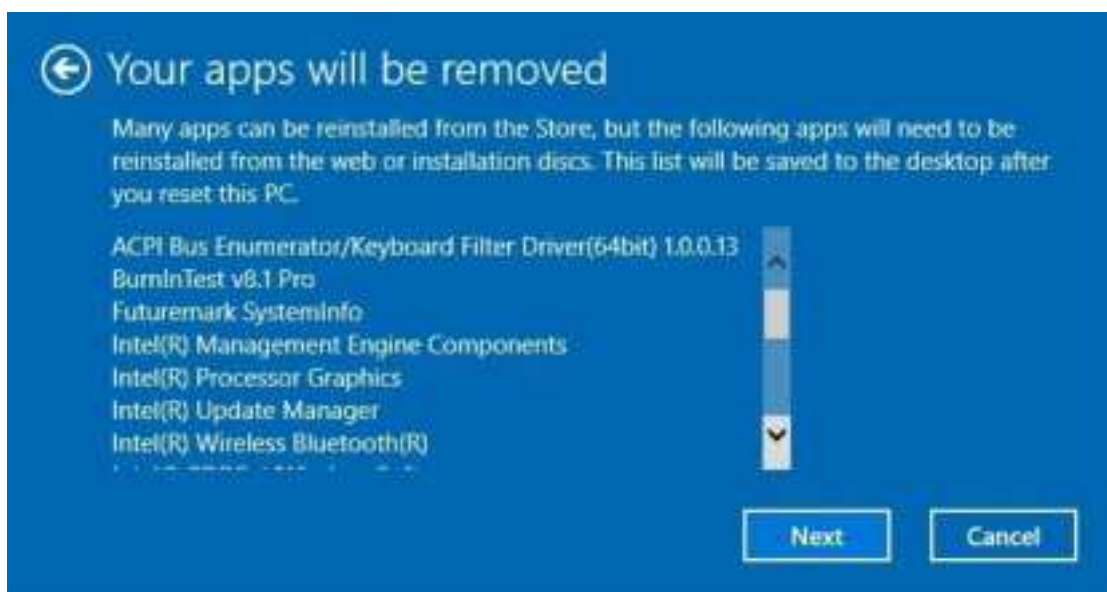 Your apps will be removed
Many apps can be reinstalled from the Store, but the following apps will need to be
reinstalled from the web or installation discs. This list will be saved to the desktop after
you reset this PC.
ACPI Bus Enumerator/Keyboard Filter Driver(64bit) 1.0.0.13
BurnInTest v8.1 Pro
Futuremark SystemInfo
Intel(R) Management Engine Components
Intel(R) Processor Graphics
Intel(R) Update Manager
Intel(R) Wireless Bluetooth(R)
Next
Cancel